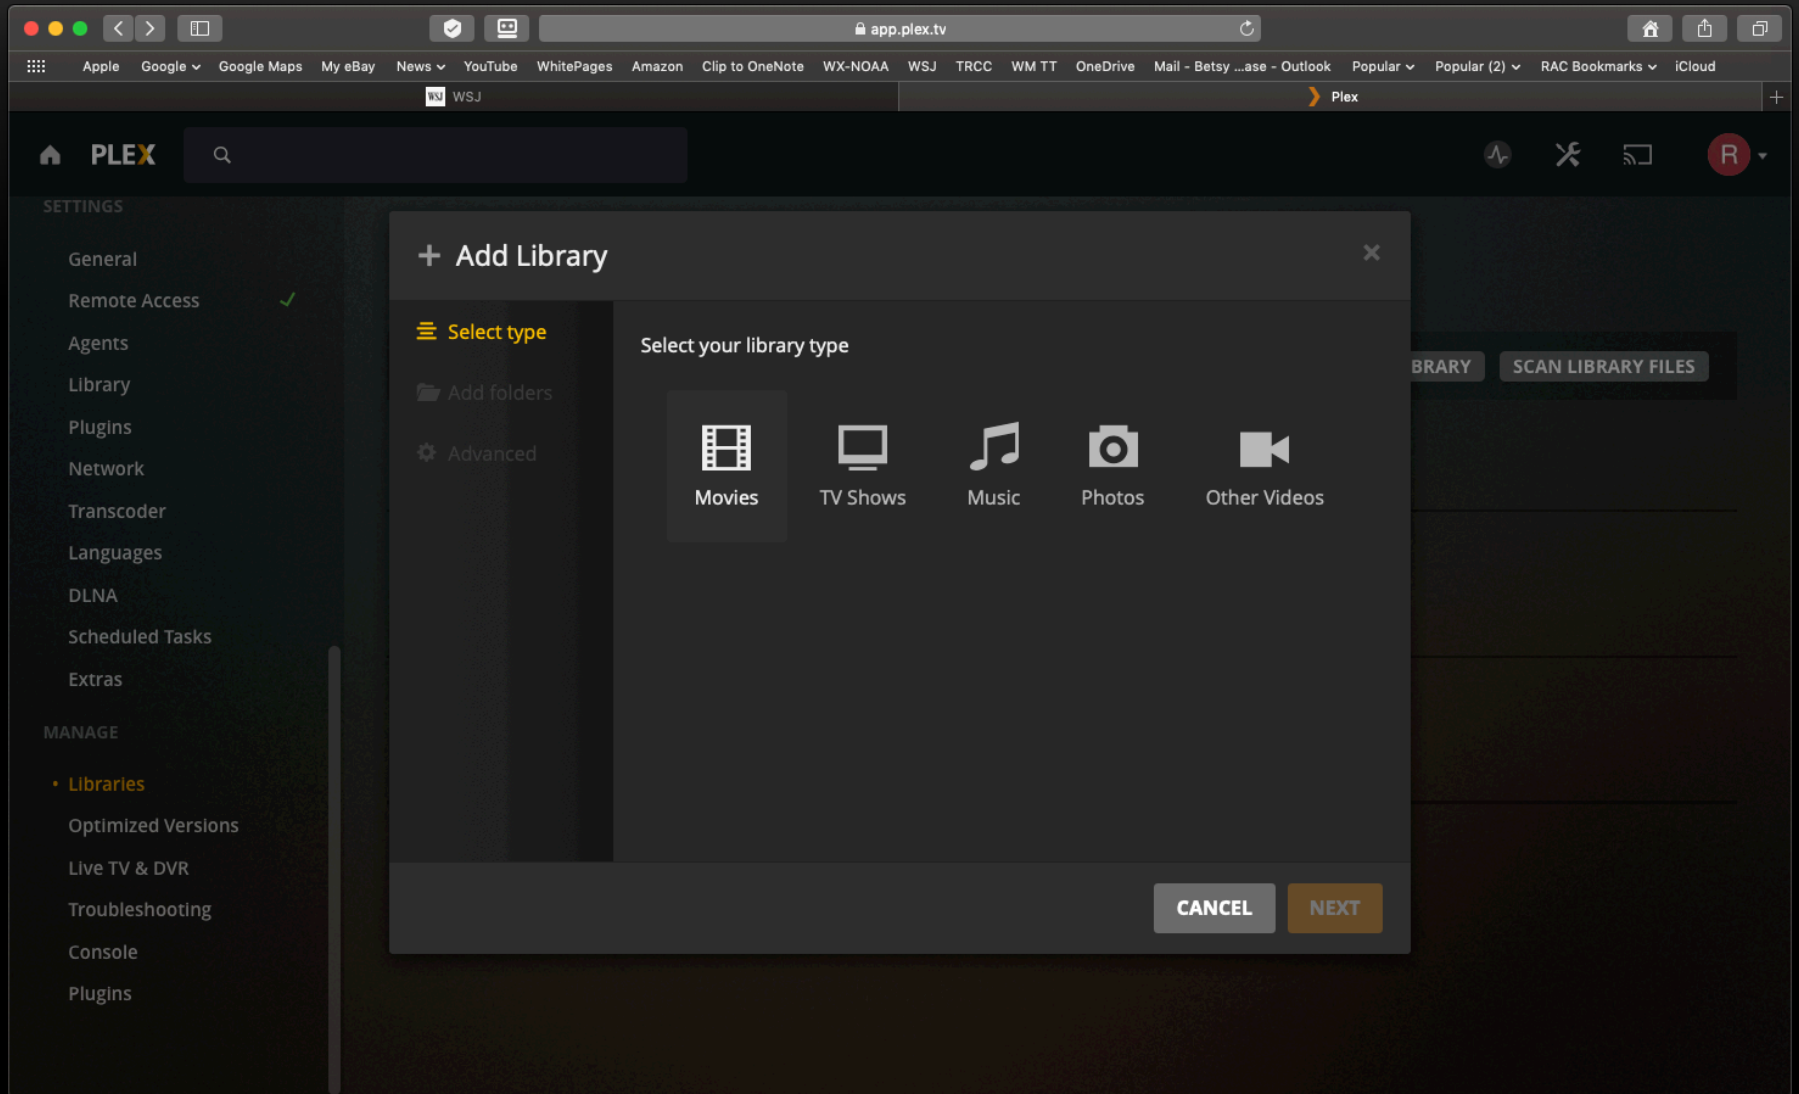 app.plex.tv
Apple Google Google Maps My eBay News YouTube WhitePages Amazon Clip to OneNote WX-NOAA WSJ TRCC WM TT OneDrive Mail - Betsy ...ase - Outlook Popular Popular (2) RAC Bookmarks iCloud
WSJ WSJ Plex
PLEX R
SETTINGS
General
Remote Access
Agents
Library
Plugins
Network
Transcoder
Languages
DLNA
Scheduled Tasks
Extras
MANAGE
Libraries
Optimized Versions
Live TV & DVR
Troubleshooting
Console
Plugins
Add Library
Select type
Add folders
Advanced
Select your library type
Movies TV Shows Music Photos Other Videos
CANCEL NEXT
BRARY SCAN LIBRARY FILES